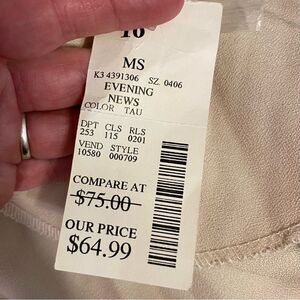 16
MS
K3 4391306 SZ. 0406
EVENING
NEWS
COLOR TAU
DPT CLS RLS
253 115 0201
VEND STYLE
10580 000709
COMPARE AT
$75.00
OUR PRICE
$64.99